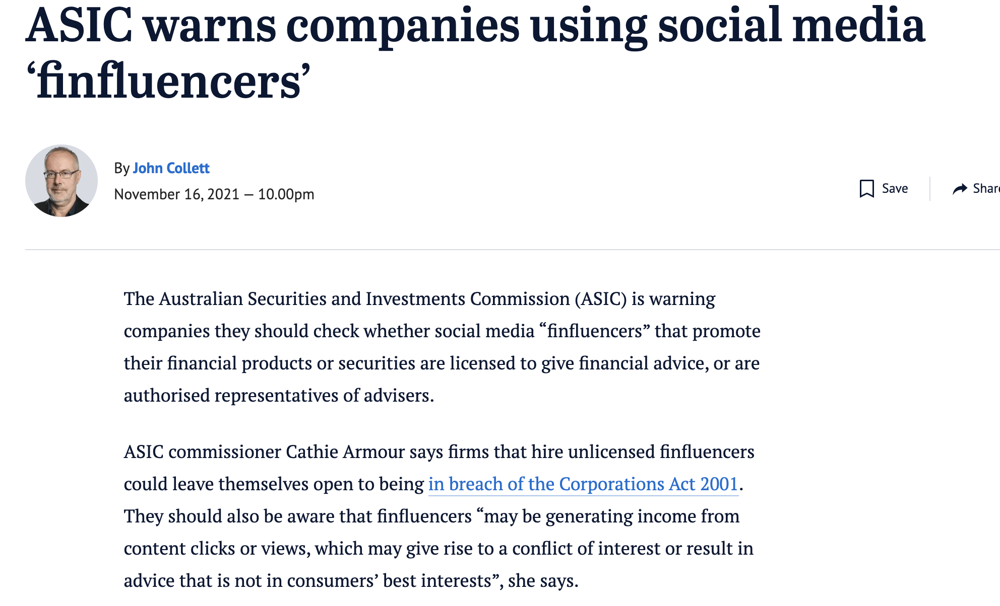 ASIC warns companies using social media
‘finfluencers’
By John Collett
November 16, 2021 — 10.00pm
Save
Share
The Australian Securities and Investments Commission (ASIC) is warning
companies they should check whether social media “finfluencers” that promote
their financial products or securities are licensed to give financial advice, or are
authorised representatives of advisers.
ASIC commissioner Cathie Armour says firms that hire unlicensed finfluencers
could leave themselves open to being in breach of the Corporations Act 2001.
They should also be aware that finfluencers “may be generating income from
content clicks or views, which may give rise to a conflict of interest or result in
advice that is not in consumers’ best interests”, she says.